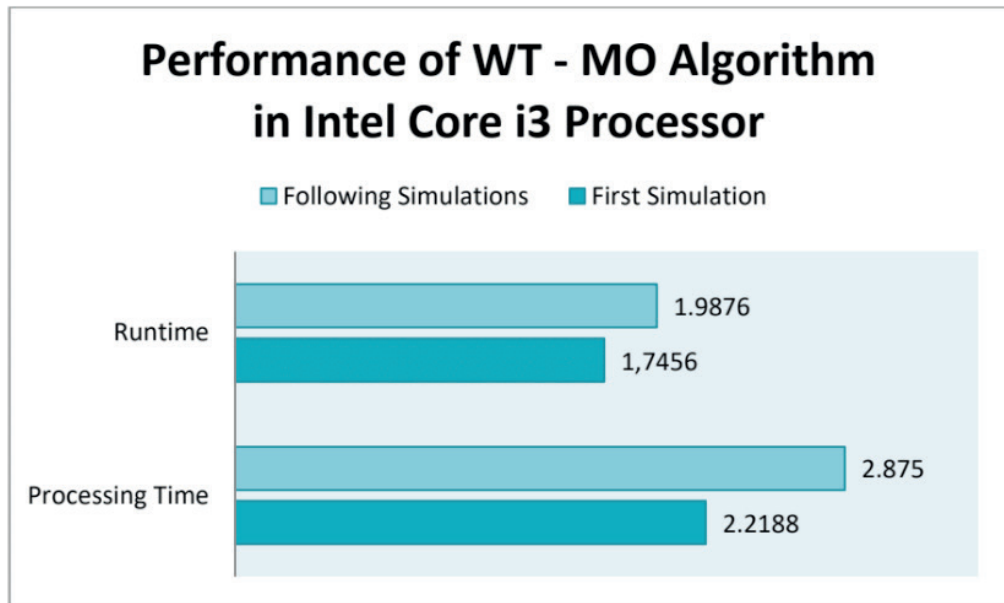 Performance of WT - MO Algorithm
in Intel Core i3 Processor
Following Simulations First Simulation
Runtime
1.9876
1,7456
Processing Time
2.875
2.2188